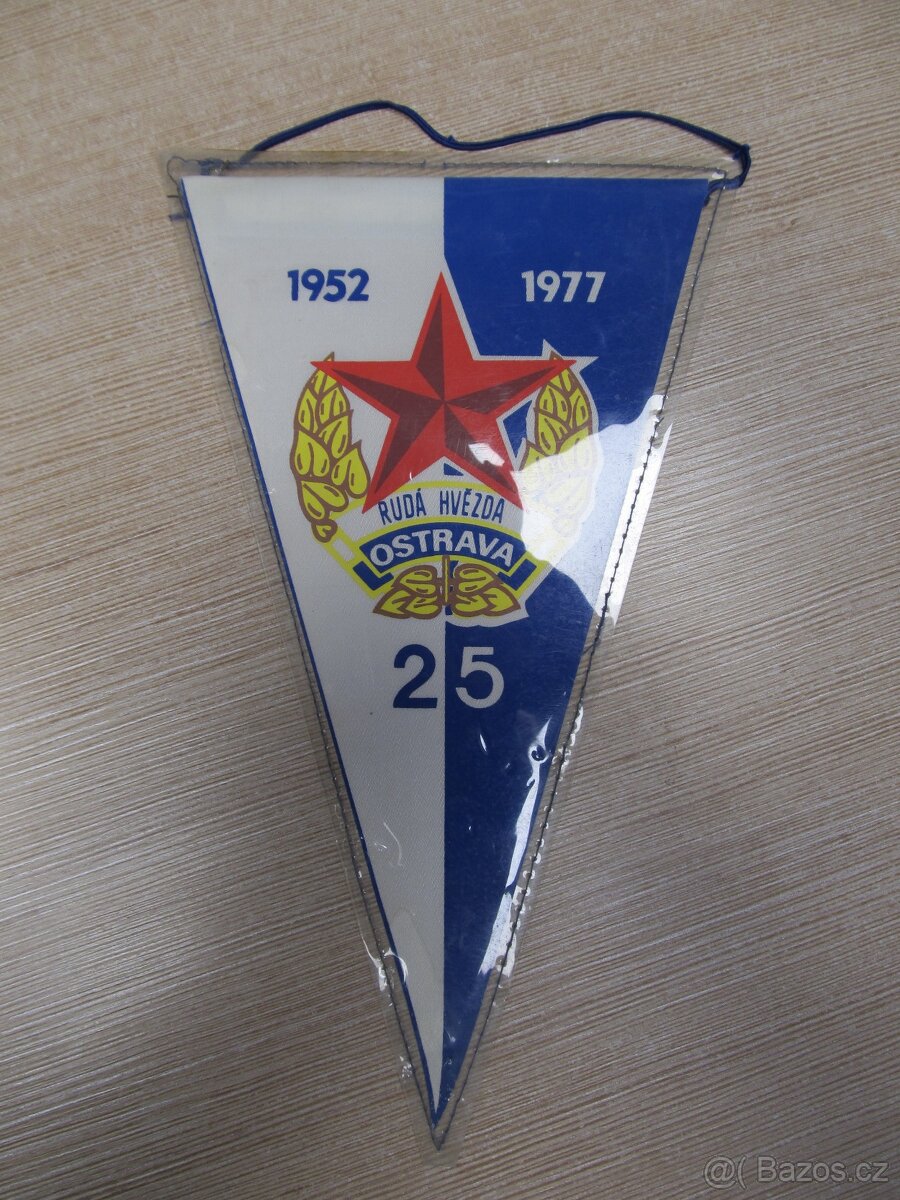 1952 1977
RUDÁ HVĚZDA
OSTRAVA
25
@( Bazos.cz